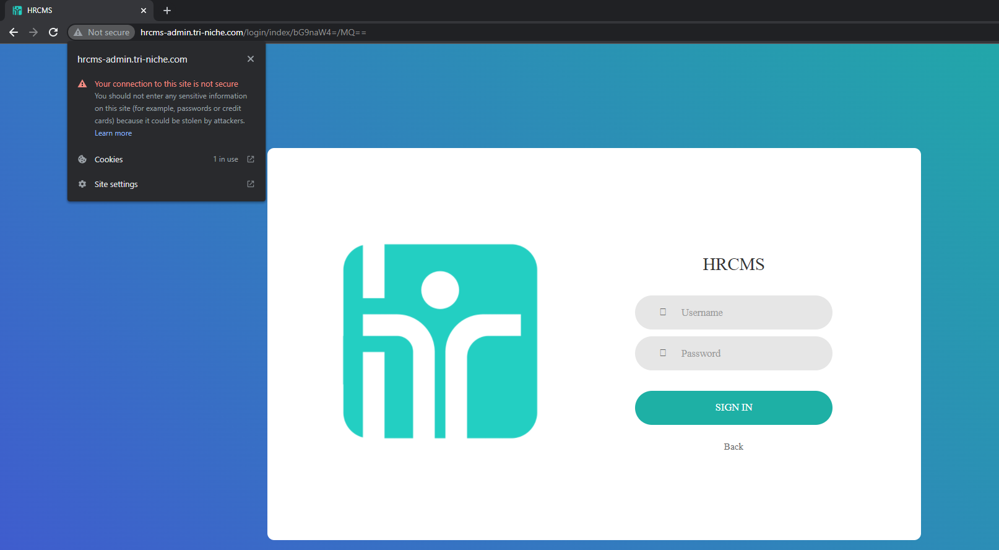 HRCMS
Not secure
hrcms-admin.tri-niche.com/login/index/bG9naW4=/MQ==
hrcms-admin.tri-niche.com
Your connection to this site is not secure
You should not enter any sensitive information
on this site (for example, passwords or credit
cards) because it could be stolen by attackers.
Learn more
Cookies 1 in use
Site settings
HRCMS
Username
Password
SIGN IN
Back